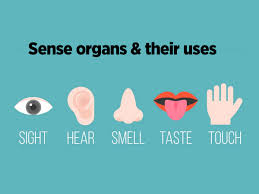 Sense organs & their uses
SIGHT HEAR SMELL TASTE TOUCH